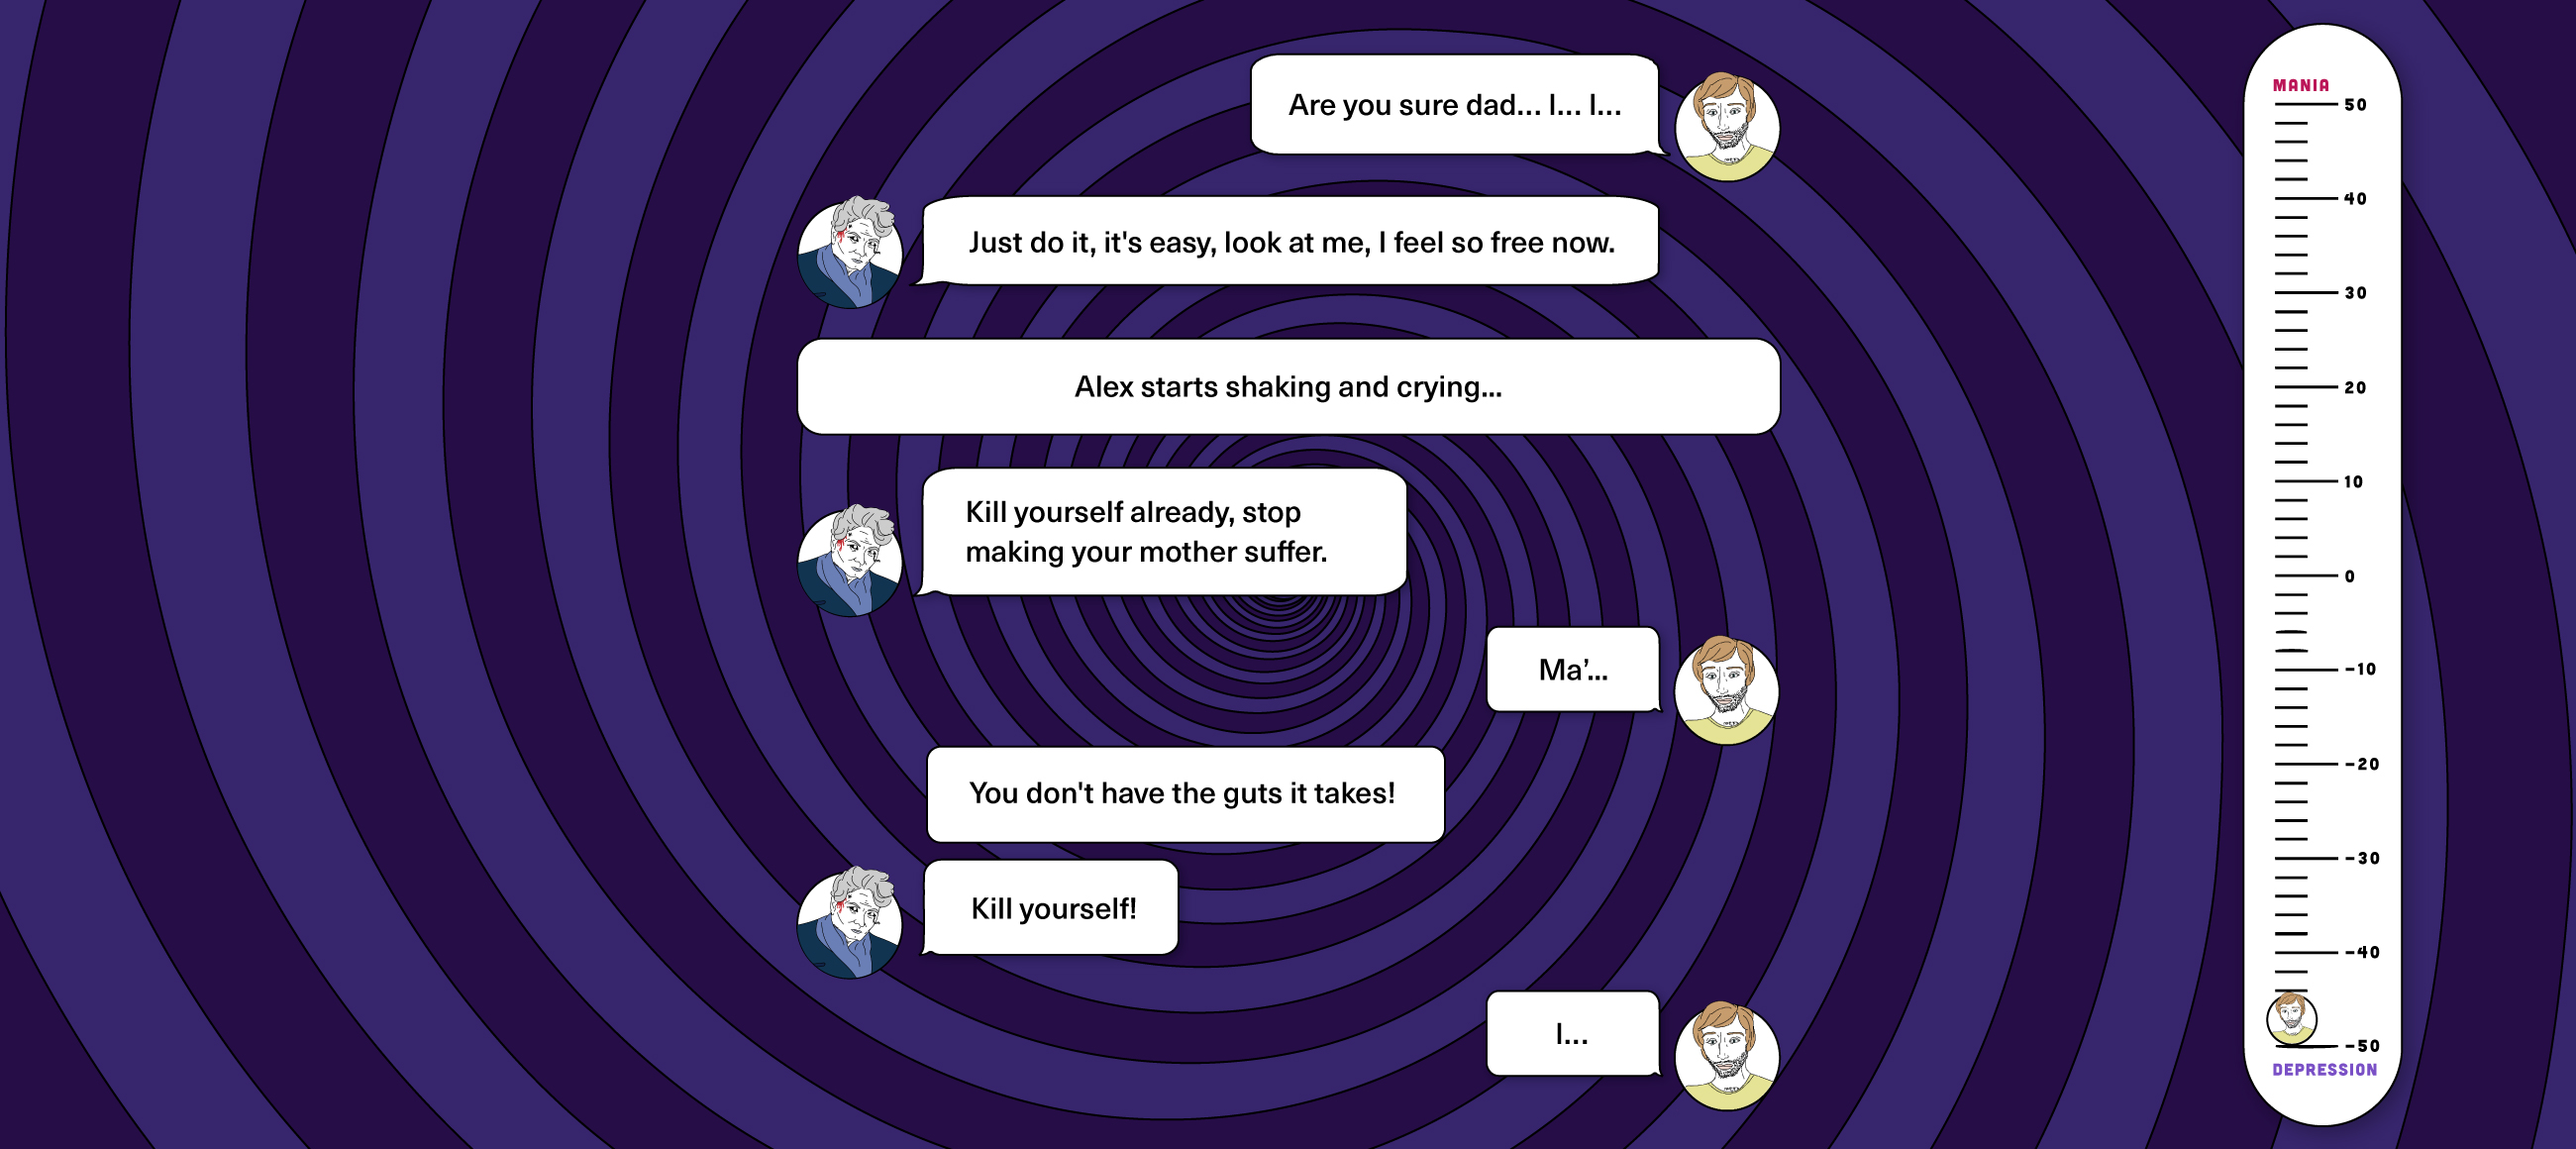 Are you sure dad... I... I...
Just do it, it's easy, look at me, I feel so free now.
Alex starts shaking and crying...
Kill yourself already, stop
making your mother suffer.
Ma’...
You don't have the guts it takes!
Kill yourself!
I...
MANIA
50
40
30
20
10
0
-10
-20
-30
-40
-50
DEPRESSION